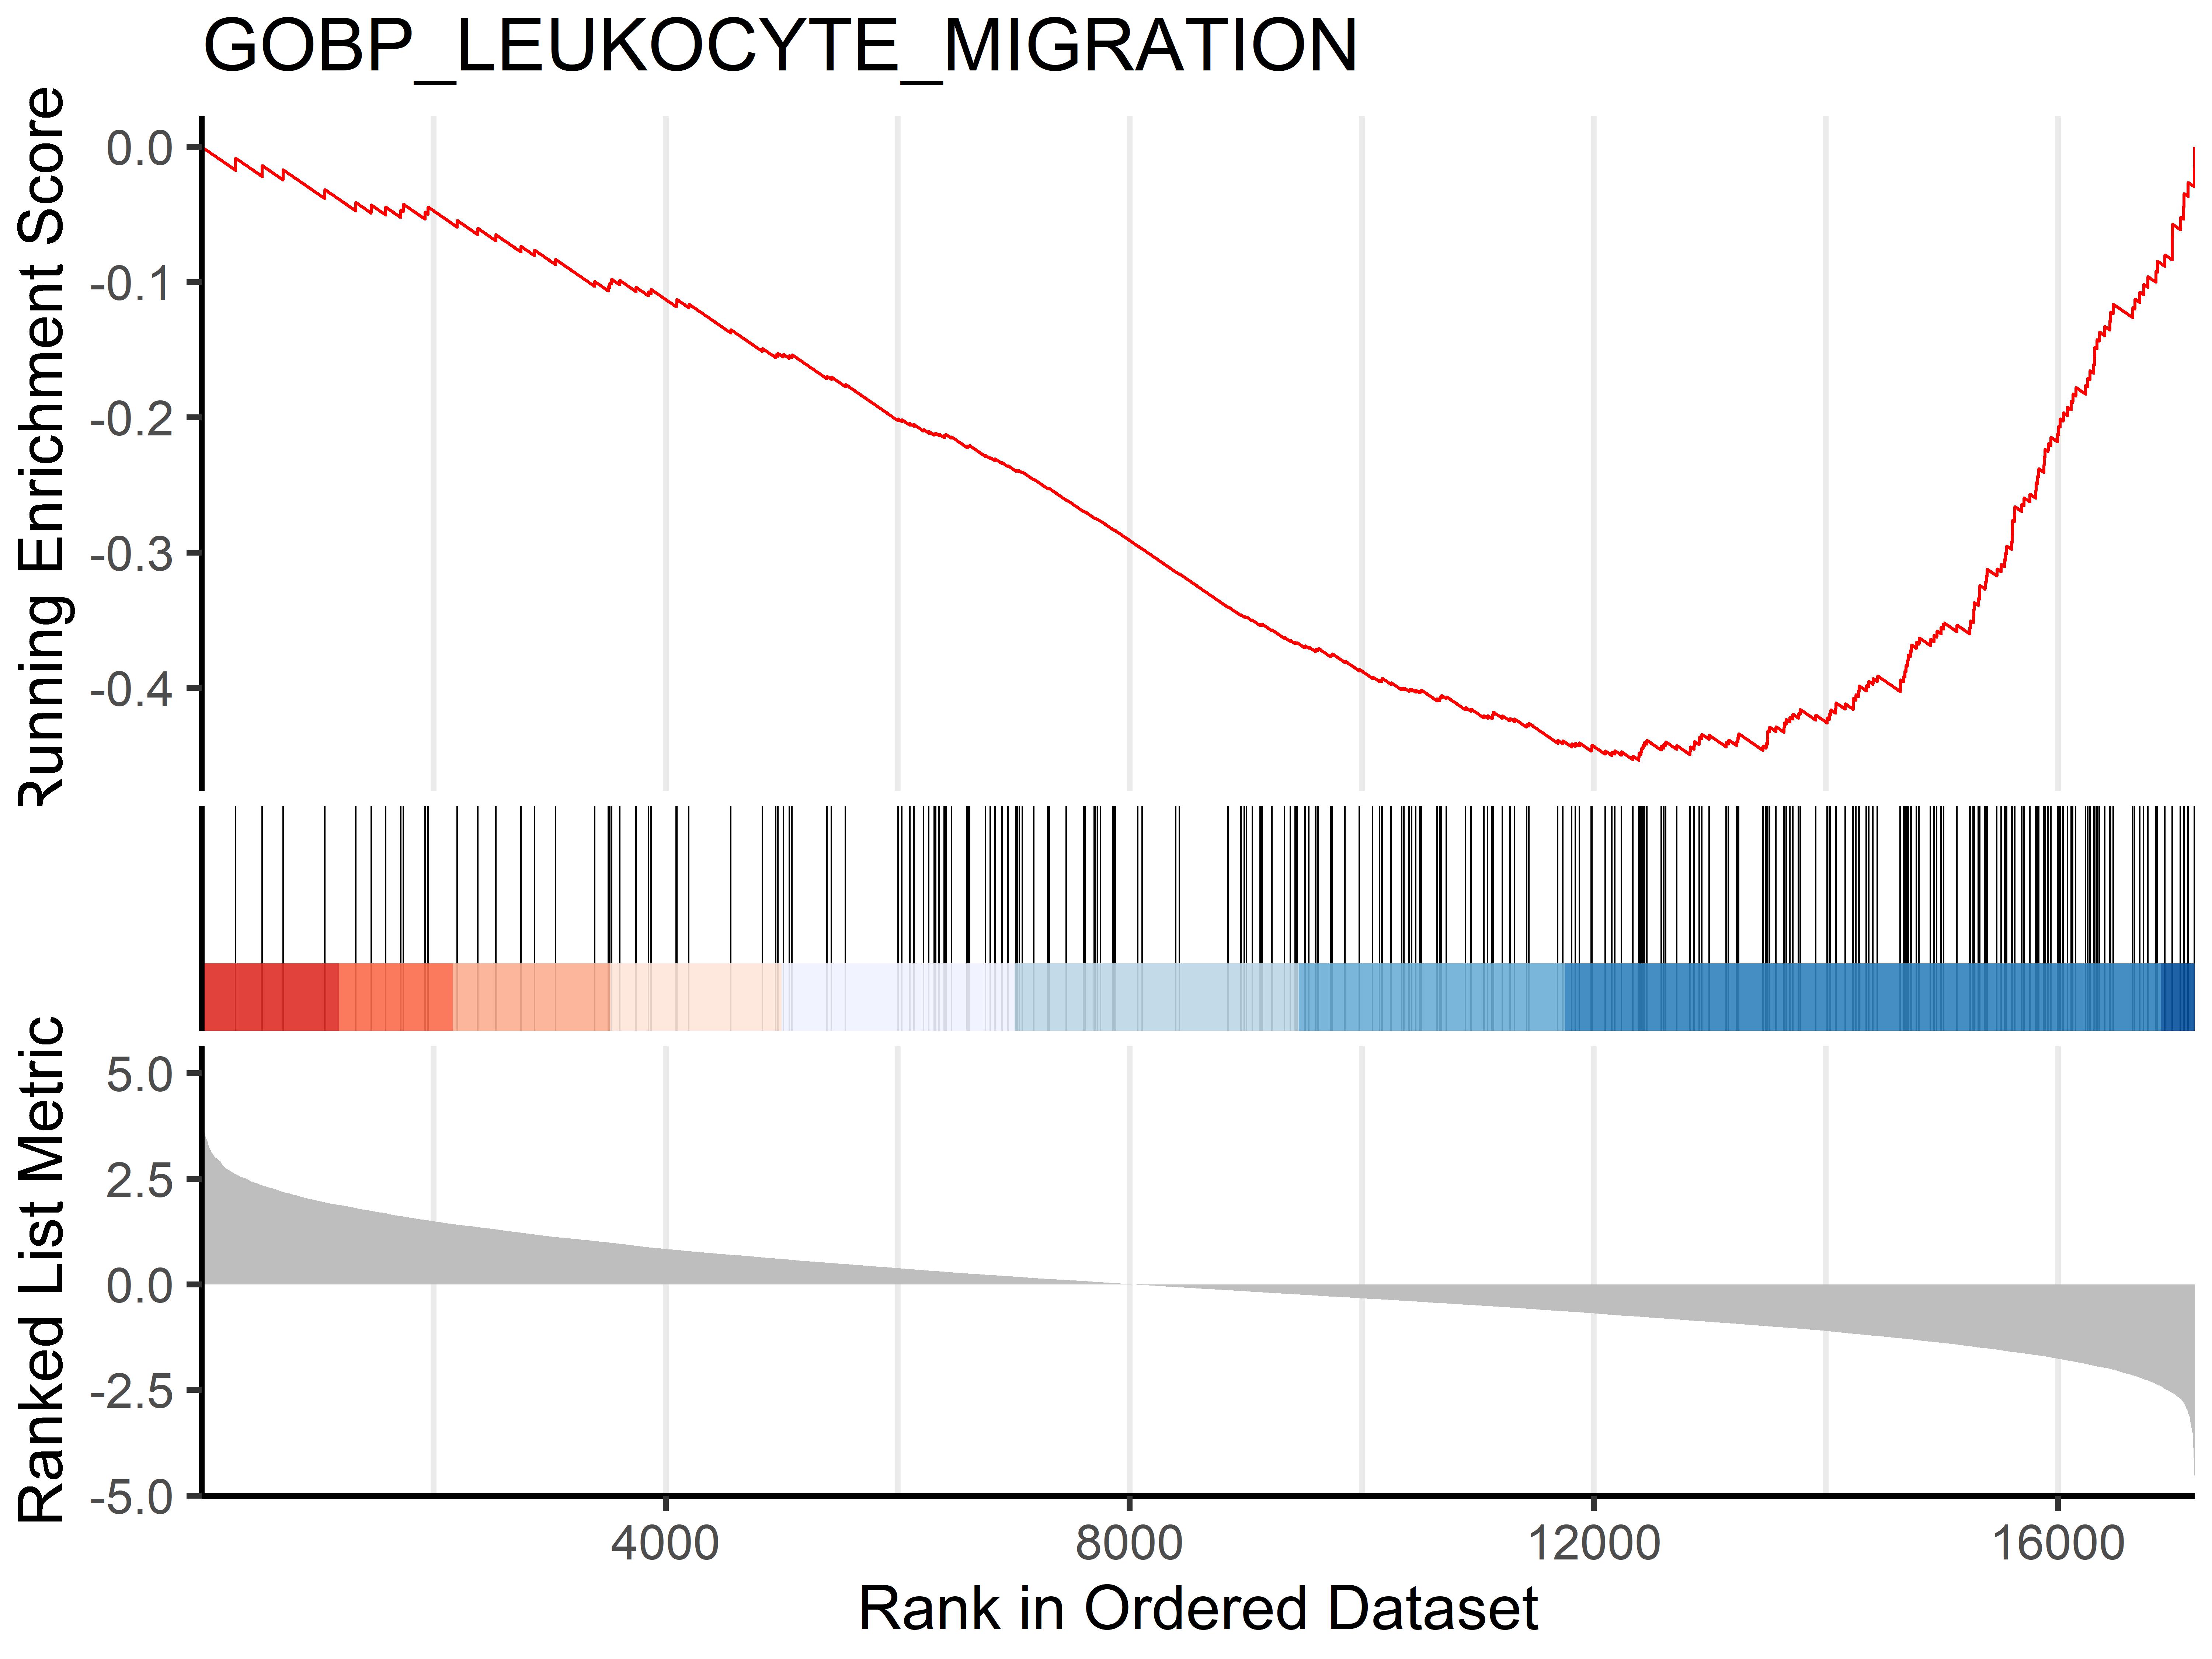 GOBP_LEUKOCYTE_MIGRATION
Running Enrichment Score
0.0
-0.1
-0.2
-0.3
-0.4
Ranked List Metric
5.0
2.5
0.0
-2.5
-5.0
4000 8000 12000 16000
Rank in Ordered Dataset